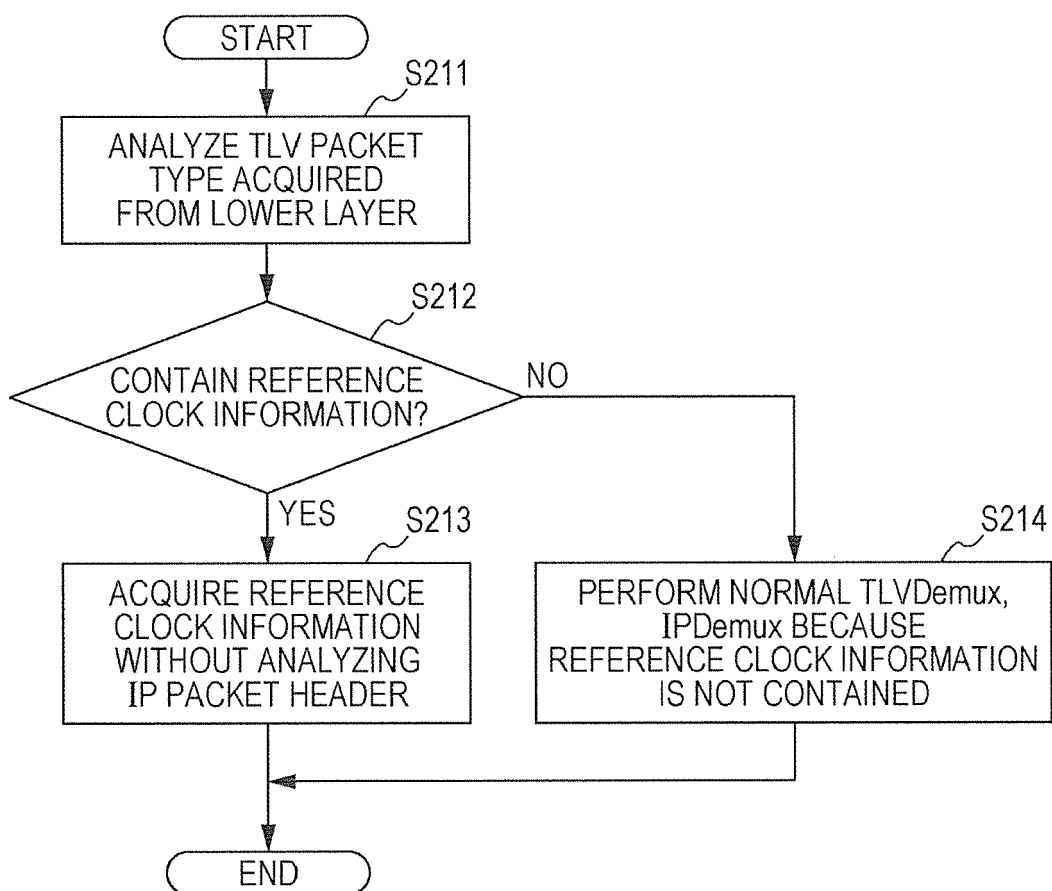 START
S211
ANALYZE TLV PACKET
TYPE ACQUIRED
FROM LOWER LAYER
S212
CONTAIN REFERENCE
CLOCK INFORMATION?
NO
YES
S213
ACQUIRE REFERENCE
CLOCK INFORMATION
WITHOUT ANALYZING
IP PACKET HEADER
S214
PERFORM NORMAL TLVDemux,
IPDemux BECAUSE
REFERENCE CLOCK INFORMATION
IS NOT CONTAINED
END